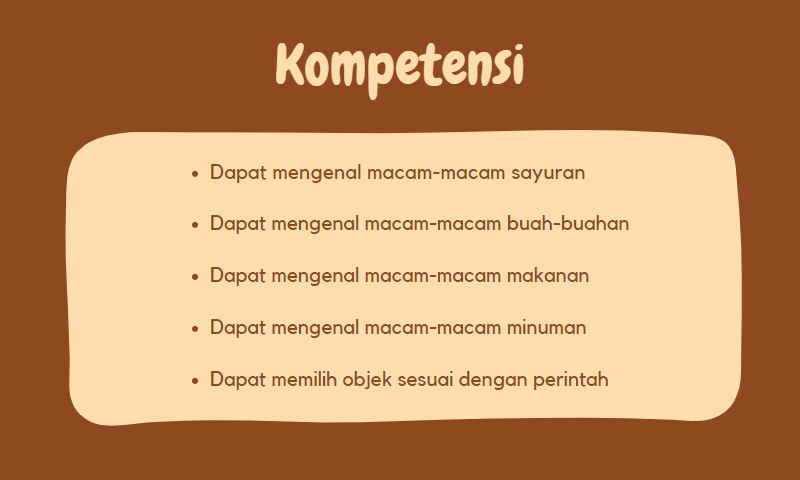 Kompetensi
• Dapat mengenal macam-macam sayuran
• Dapat mengenal macam-macam buah-buahan
• Dapat mengenal macam-macam makanan
• Dapat mengenal macam-macam minuman
• Dapat memilih objek sesuai dengan perintah